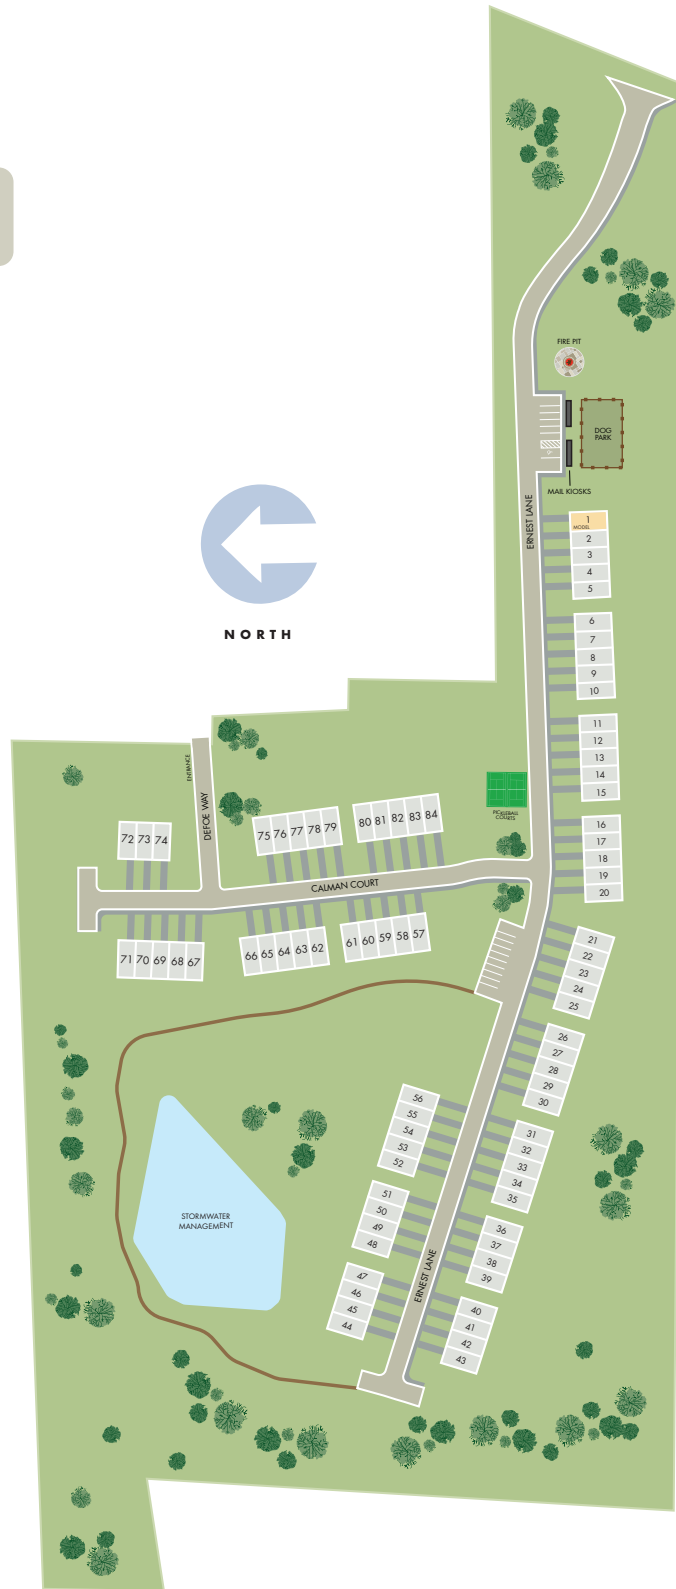 FIRE PIT
DOG
PARK
MAIL KIOSKS
ERNEST LANE
1
MODEL
2
3
4
5
NORTH
6
7
8
9
10
11
12
13
14
15
ENTRANCE
DEFOE WAY
PICKLEBALL
COURTS
72 73 74
75 76 77 78 79
80 81 82 83 84
16
17
18
19
20
CALMAN COURT
71 70 69 68 67
66 65 64 63 62
61 60 59 58 57
21
22
23
24
25
26
27
28
29
30
56
55
54
53
52
31
32
33
34
35
51
50
49
48
STORMWATER
MANAGEMENT
36
37
38
39
ERNEST LANE
47
46
45
44
40
41
42
43